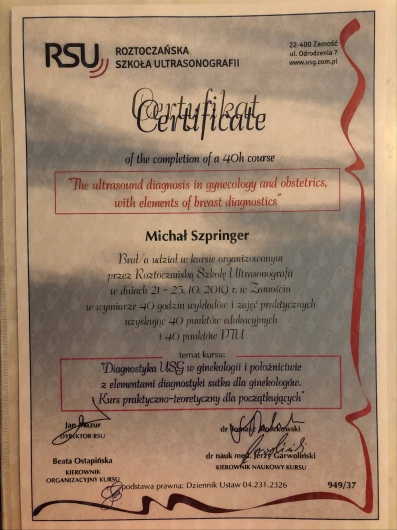 RSU
ROZTOCZAŃSKA
SZKOŁA ULTRASONOGRAFII
22-400 Zamość
ul. Odrodzenia 7
www.usg.com.pl
Certyfikat
Certificate
of the completion of a 40h course
"The ultrasound diagnosis in gynecology and obstetrics,
with elements of breast diagnostics"
Michał Szpringer
Brał/a udział w kursie organizowanym
przez Roztoczańską Szkołę Ultrasonografii
w dniach 21 - 25.10.2019 r. w Zamościu
w wymiarze 40 godzin wykładów i zajęć praktycznych
uzyskując 40 punktów edukacyjnych
i 40 punktów PTU
temat kursu:
"Diagnostyka USG w ginekologii i położnictwie
z elementami diagnostyki sutka dla ginekologów.
Kurs praktyczno-teoretyczny dla początkujących"
Jan Mazur
DYREKTOR RSU
dr
Beata Ostapińska
KIEROWNIK
ORGANIZACYJNY KURSU
dr nauk med. Jerzy Garwoliński
KIEROWNIK NAUKOWY KURSU
podstawa prawna: Dziennik Ustaw 04.231.2326
949/37